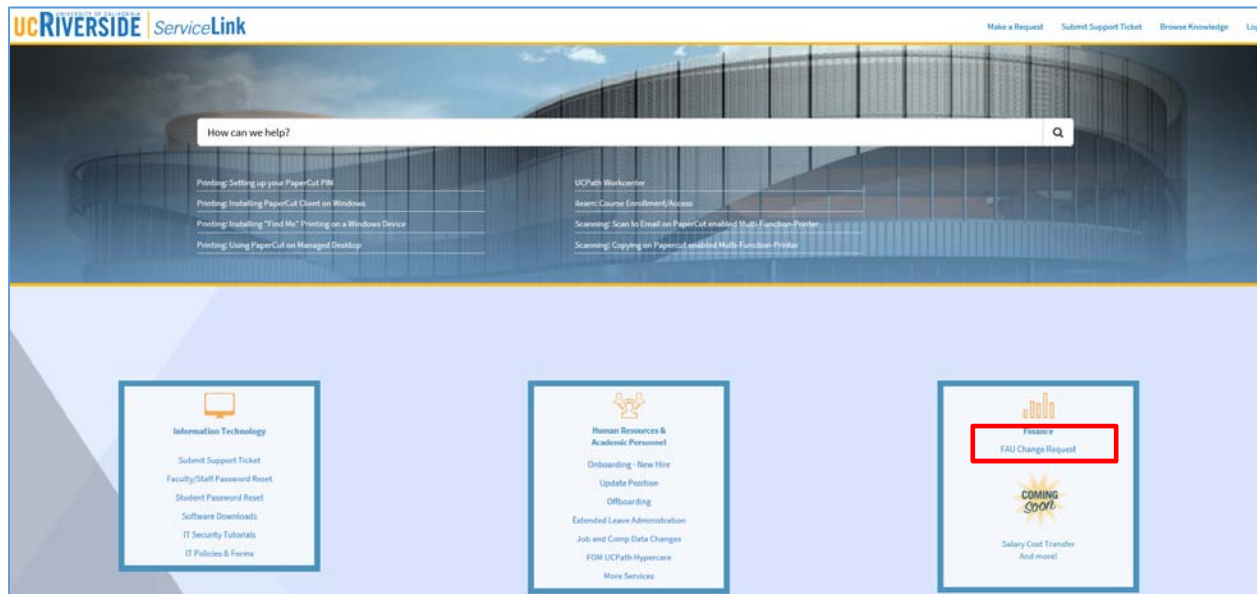 UNIVERSITY OF CALIFORNIA
UCRIVERSIDE ServiceLink
Make a Request Submit Support Ticket Browse Knowledge
How can we help?
Printing: Setting up your PaperCut PIN
Printing: Installing PaperCut Client on Windows
Printing: Installing "Find Me" Printing on a Windows Device
Printing: Using PaperCut on Managed Desktop
UCPath Workcenter
ilearn: Course Enrollment/Access
Scanning: Scan to Email on PaperCut enabled Multi-Function-Printer
Scanning: Copying on Papercut enabled Multi-Function-Printer
Information Technology
Submit Support Ticket
Faculty/Staff Password Reset
Student Password Reset
Software Downloads
IT Security Tutorials
IT Policies & Forms
Human Resources &
Academic Personnel
Onboarding - New Hire
Update Position
Offboarding
Extended Leave Administration
Job and Comp Data Changes
FOM UCPath Hypercare
More Services
Finance
FAU Change Request
COMING
Soon
Salary Cost Transfer
And more!